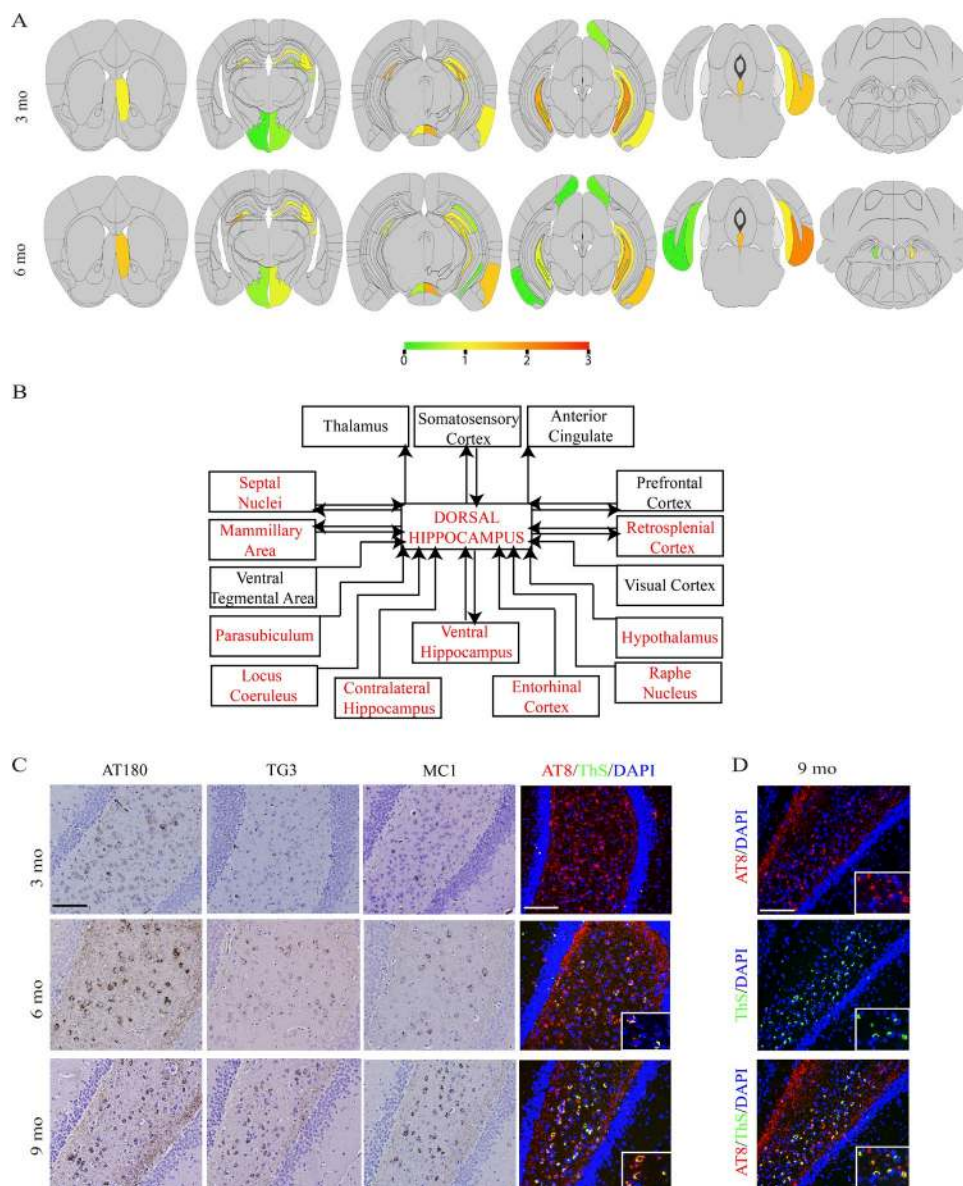 A
3 mo
6 mo
0 1 2 3
B
Thalamus
Somatosensory
Cortex
Anterior
Cingulate
Septal
Nuclei
Prefrontal
Cortex
Mammillary
Area
DORSAL
HIPPOCAMPUS
Retrosplenial
Cortex
Ventral
Tegmental Area
Visual Cortex
Parasubiculum
Ventral
Hippocampus
Hypothalamus
Locus
Coeruleus
Contralateral
Hippocampus
Entorhinal
Cortex
Raphe
Nucleus
C
AT180 TG3 MC1 AT8/ThS/DAPI
3 mo
6 mo
9 mo
D
9 mo
AT8/DAPI
ThS/DAPI
AT8/ThS/DAPI